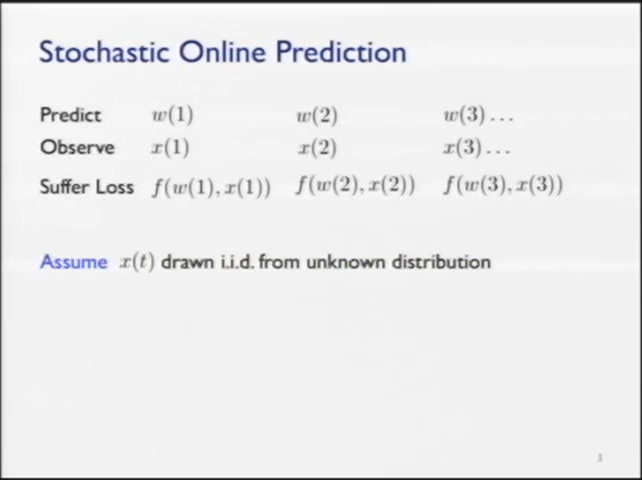 Stochastic Online Prediction
Predict w(1) w(2) w(3) ...
Observe x(1) x(2) x(3) ...
Suffer Loss f(w(1), x(1)) f(w(2), x(2)) f(w(3), x(3))
Assume x(t) drawn i.i.d. from unknown distribution
3